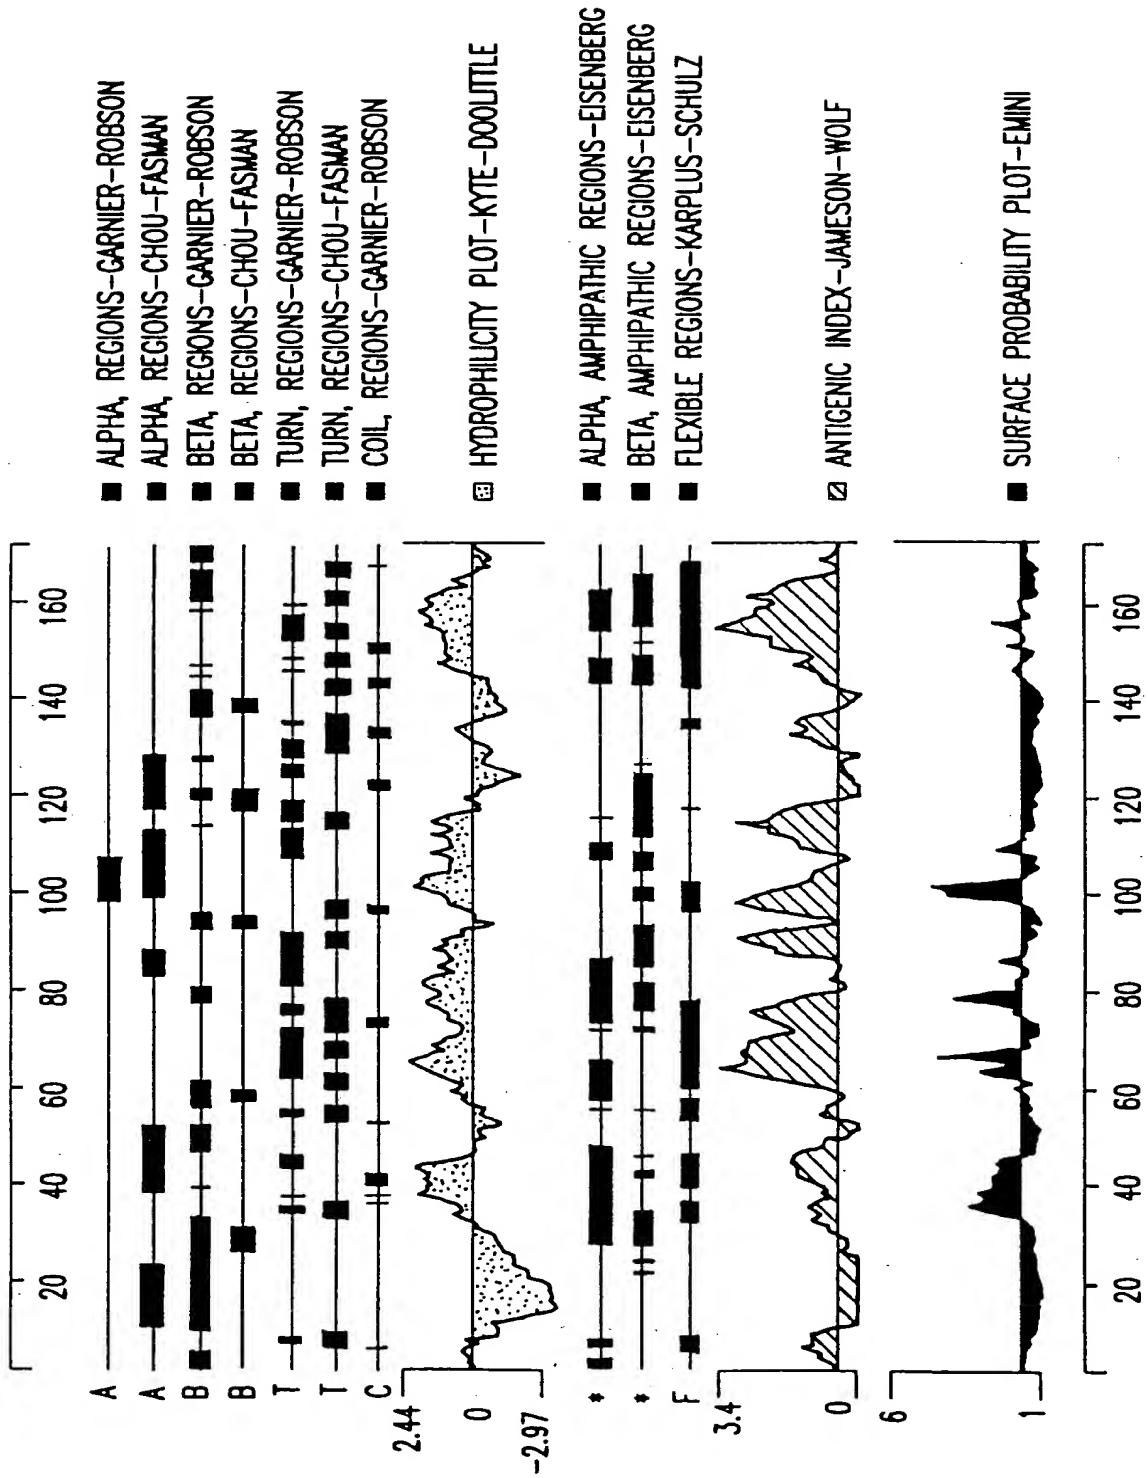 20 40 60 80 100 120 140 160
A ALPHA, REGIONS-GARNIER-ROBSON
A ALPHA, REGIONS-CHOU-FASMAN
B BETA, REGIONS-GARNIER-ROBSON
B BETA, REGIONS-CHOU-FASMAN
T TURN, REGIONS-GARNIER-ROBSON
T TURN, REGIONS-CHOU-FASMAN
C COIL, REGIONS-GARNIER-ROBSON
2.44
0 HYDROPHILICITY PLOT-KYTE-DOOLITTLE
-2.97
* ALPHA, AMPHIPATHIC REGIONS-EISENBERG
* BETA, AMPHIPATHIC REGIONS-EISENBERG
F FLEXIBLE REGIONS-KARPLUS-SCHULZ
3.4
0 ANTIGENIC INDEX-JAMESON-WOLF
6
1 SURFACE PROBABILITY PLOT-EMINI
20 40 60 80 100 120 140 160